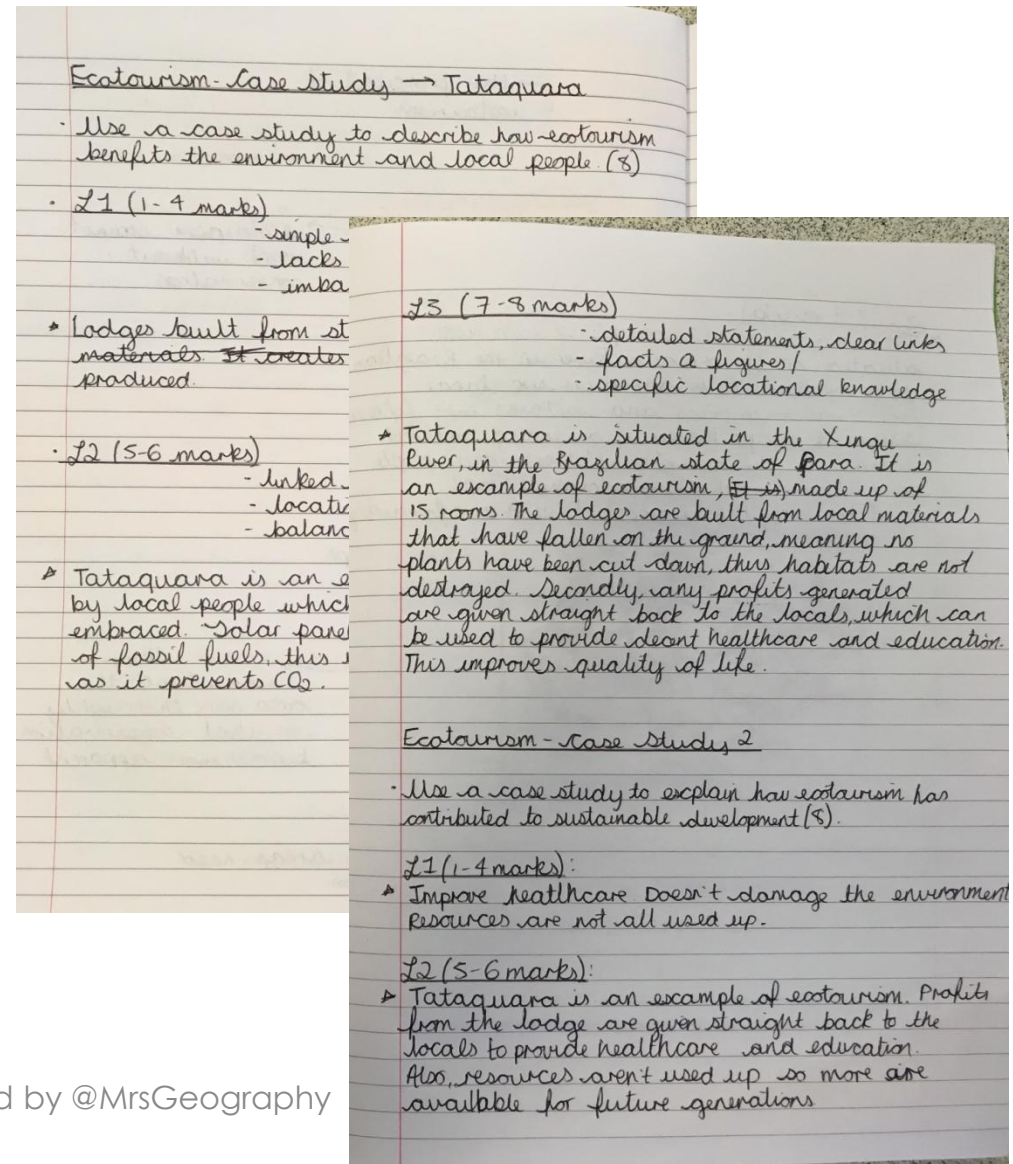 Ecotourism - Case study → Tataquara
· Use a case study to describe how ecotourism
benefits the environment and local people. (8)
· L1 (1-4 marks)
- simple
- lacks
- imba
* Lodges built from st
materials. It creates
produced.
· L2 (5-6 marks)
- linked
- locatio
- balanc
* Tataquara is an e
by local people which
embraced. Solar panel
of fossil fuels, this
as it prevents CO2.
L3 (7-8 marks)
- detailed statements, clear links
- facts & figures/
- specific locational knowledge
* Tataquara is situated in the Xingu
River, in the Brazilian state of Para. It is
an example of ecotourism, (It is) made up of
15 rooms. The lodges are built from local materials
that have fallen on the ground, meaning no
plants have been cut down, thus habitats are not
destroyed. Secondly, any profits generated
are given straight back to the locals, which can
be used to provide decent healthcare and education.
This improves quality of life.
Ecotourism - Case Study 2
· Use a case study to explain how ecotourism has
contributed to sustainable development (8).
L1 (1-4 marks):
* Improve heatlhcare Doesn't damage the environment
Resources are not all used up.
L2 (5-6 marks):
* Tataquara is an example of ecotourism. Profits
from the lodge are given straight back to the
locals to provide healthcare and education.
Also, resources aren't used up so more are
available for future generations
d by @MrsGeography